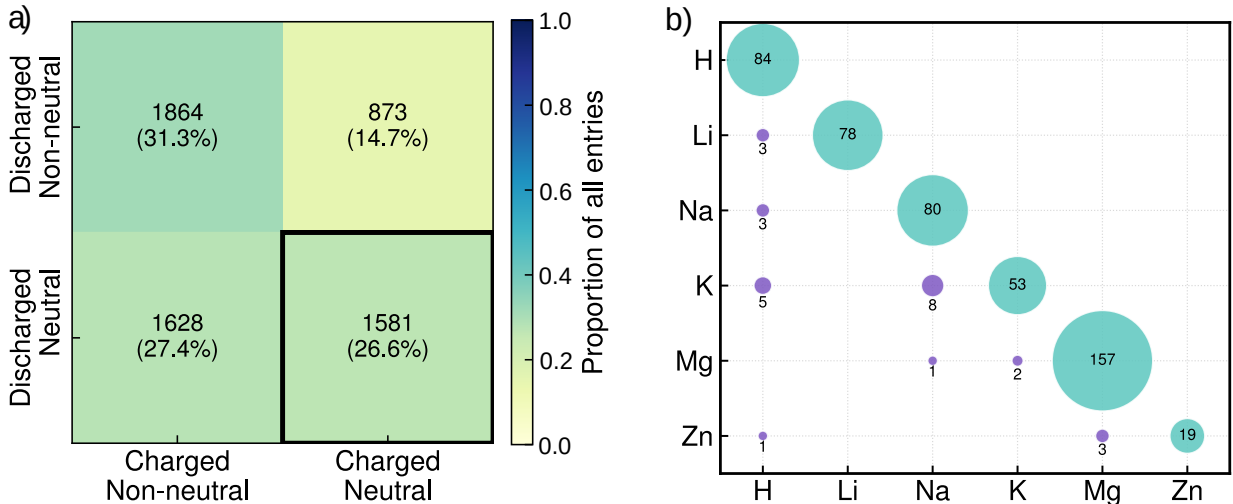 a)
Discharged
Non-neutral
1864
(31.3%)
873
(14.7%)
Discharged
Neutral
1628
(27.4%)
1581
(26.6%)
Charged
Non-neutral
Charged
Neutral
1.0
0.8
0.6
0.4
0.2
0.0
Proportion of all entries
b)
H
84
Li
3
78
Na
3
80
K
5
8
53
Mg
1
2
157
Zn
1
3
19
H Li Na K Mg Zn